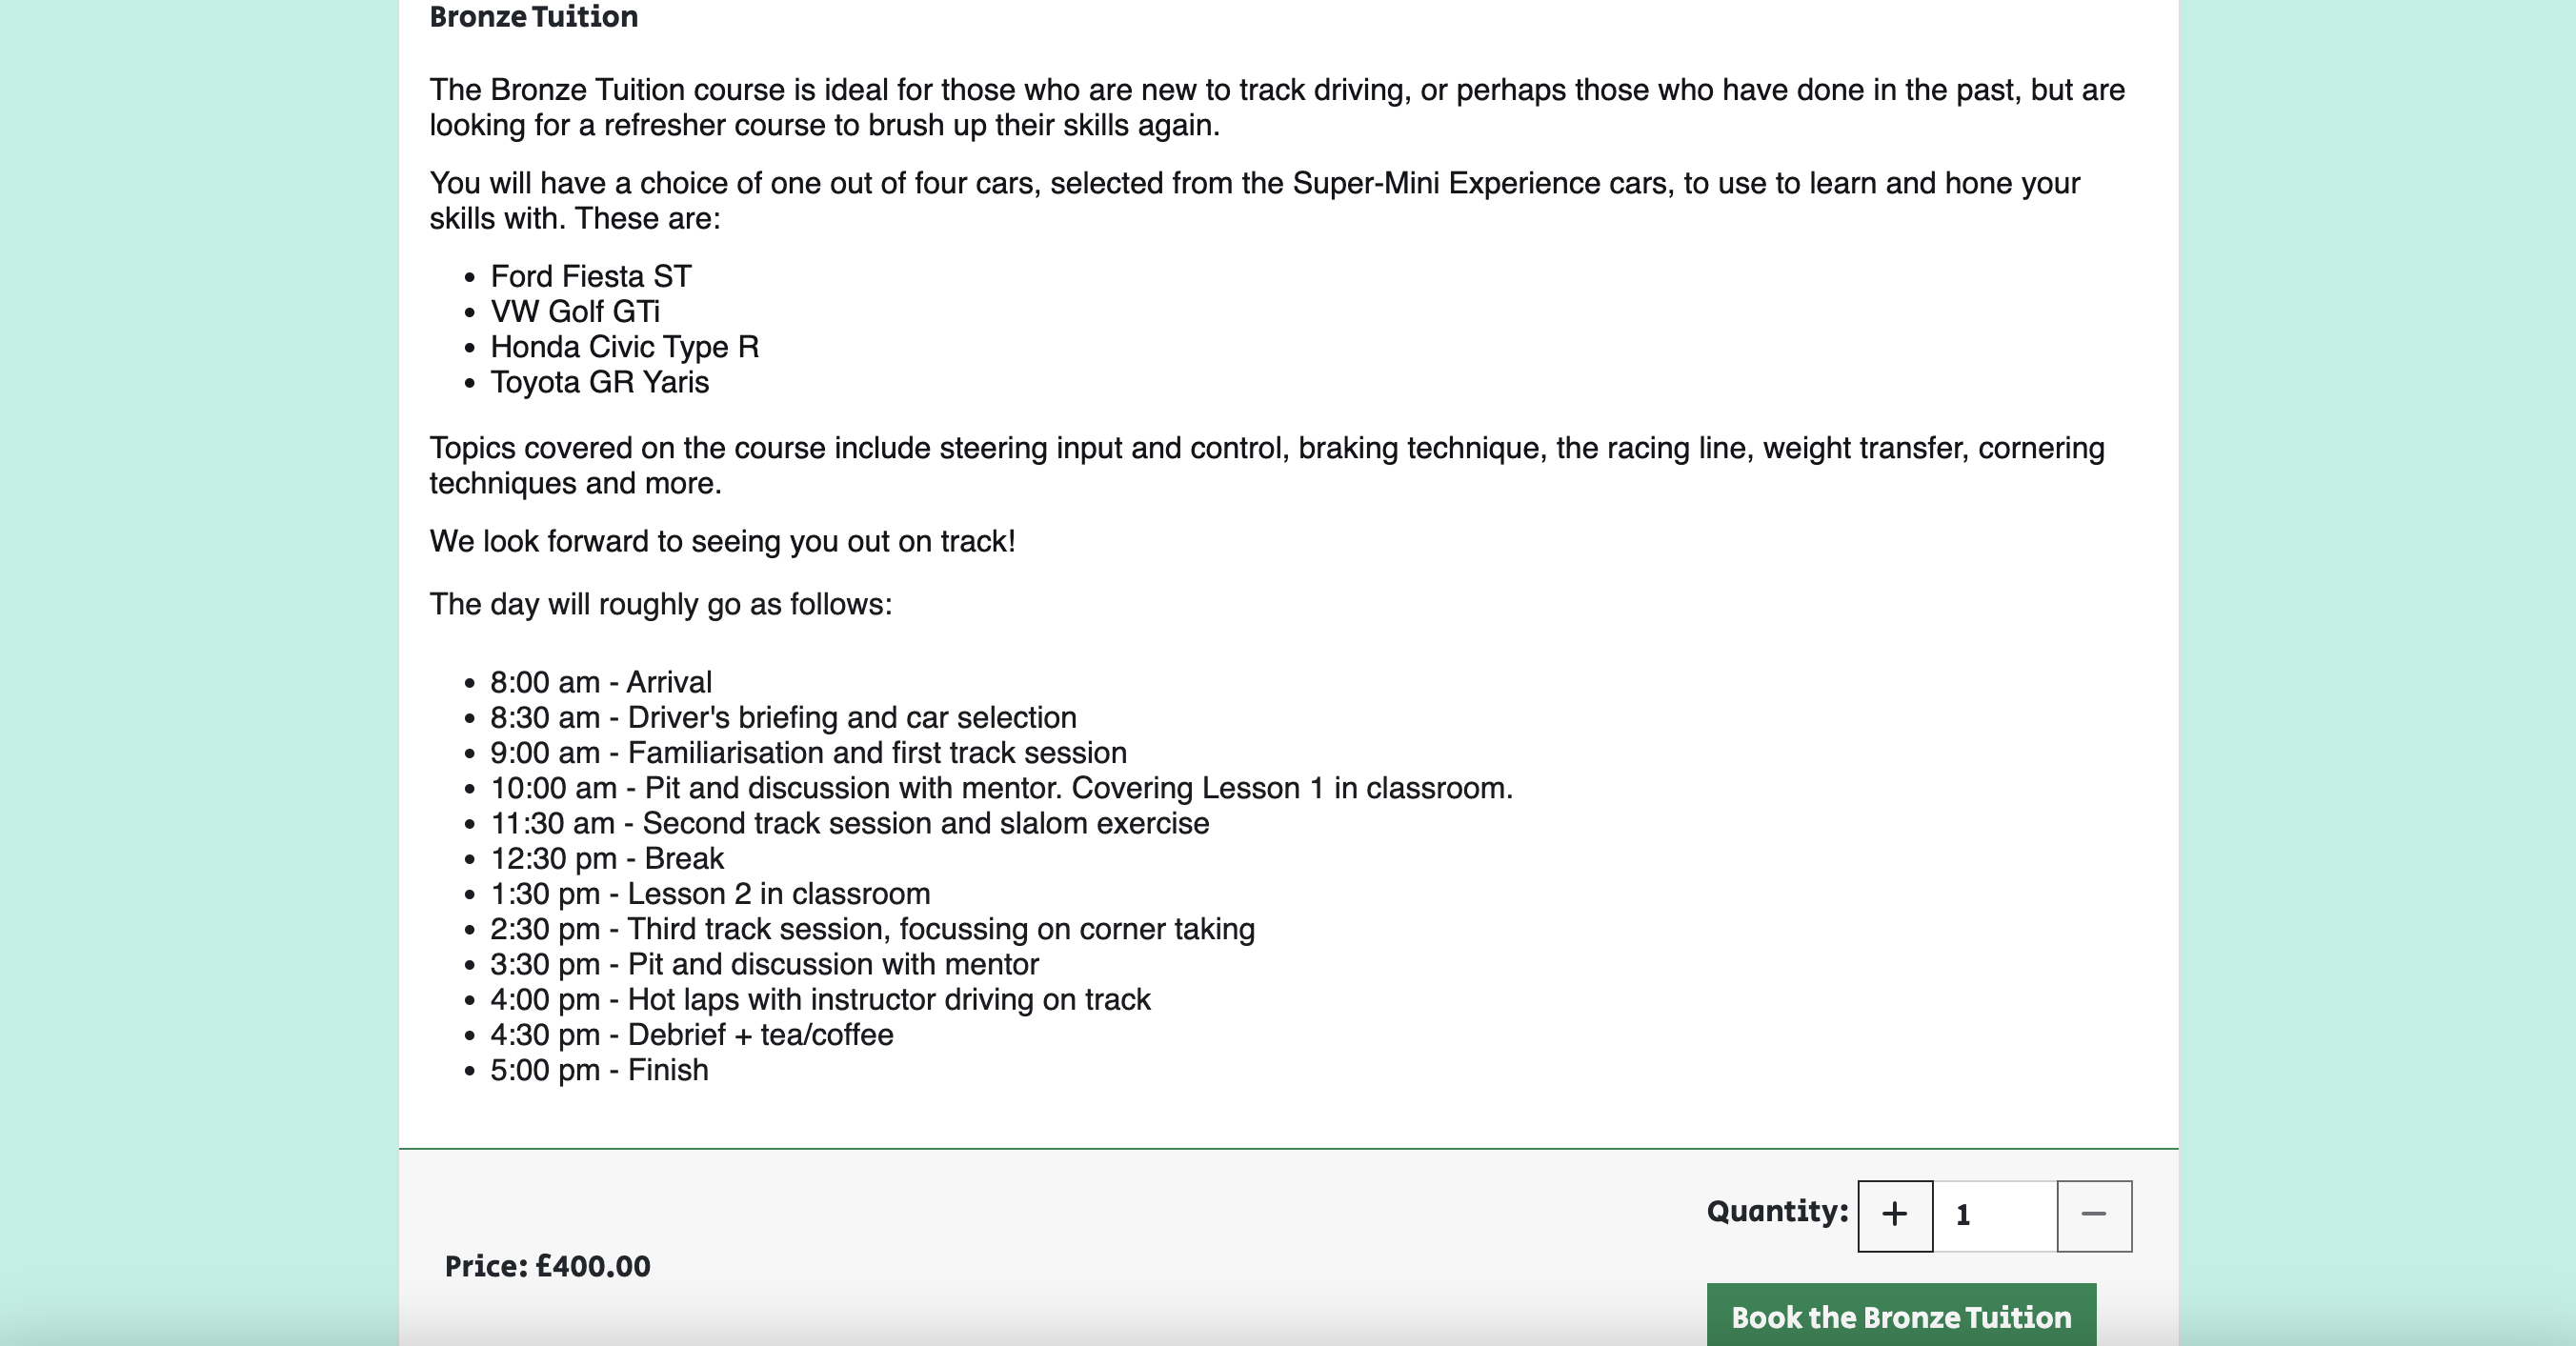 Bronze Tuition
The Bronze Tuition course is ideal for those who are new to track driving, or perhaps those who have done in the past, but are
looking for a refresher course to brush up their skills again.
You will have a choice of one out of four cars, selected from the Super-Mini Experience cars, to use to learn and hone your
skills with. These are:
• Ford Fiesta ST
• VW Golf GTi
• Honda Civic Type R
• Toyota GR Yaris
Topics covered on the course include steering input and control, braking technique, the racing line, weight transfer, cornering
techniques and more.
We look forward to seeing you out on track!
The day will roughly go as follows:
• 8:00 am - Arrival
• 8:30 am - Driver's briefing and car selection
• 9:00 am - Familiarisation and first track session
• 10:00 am - Pit and discussion with mentor. Covering Lesson 1 in classroom.
• 11:30 am - Second track session and slalom exercise
• 12:30 pm - Break
• 1:30 pm - Lesson 2 in classroom
• 2:30 pm - Third track session, focussing on corner taking
• 3:30 pm - Pit and discussion with mentor
• 4:00 pm - Hot laps with instructor driving on track
• 4:30 pm - Debrief + tea/coffee
• 5:00 pm - Finish
Quantity: + 1 −
Price: £400.00
Book the Bronze Tuition